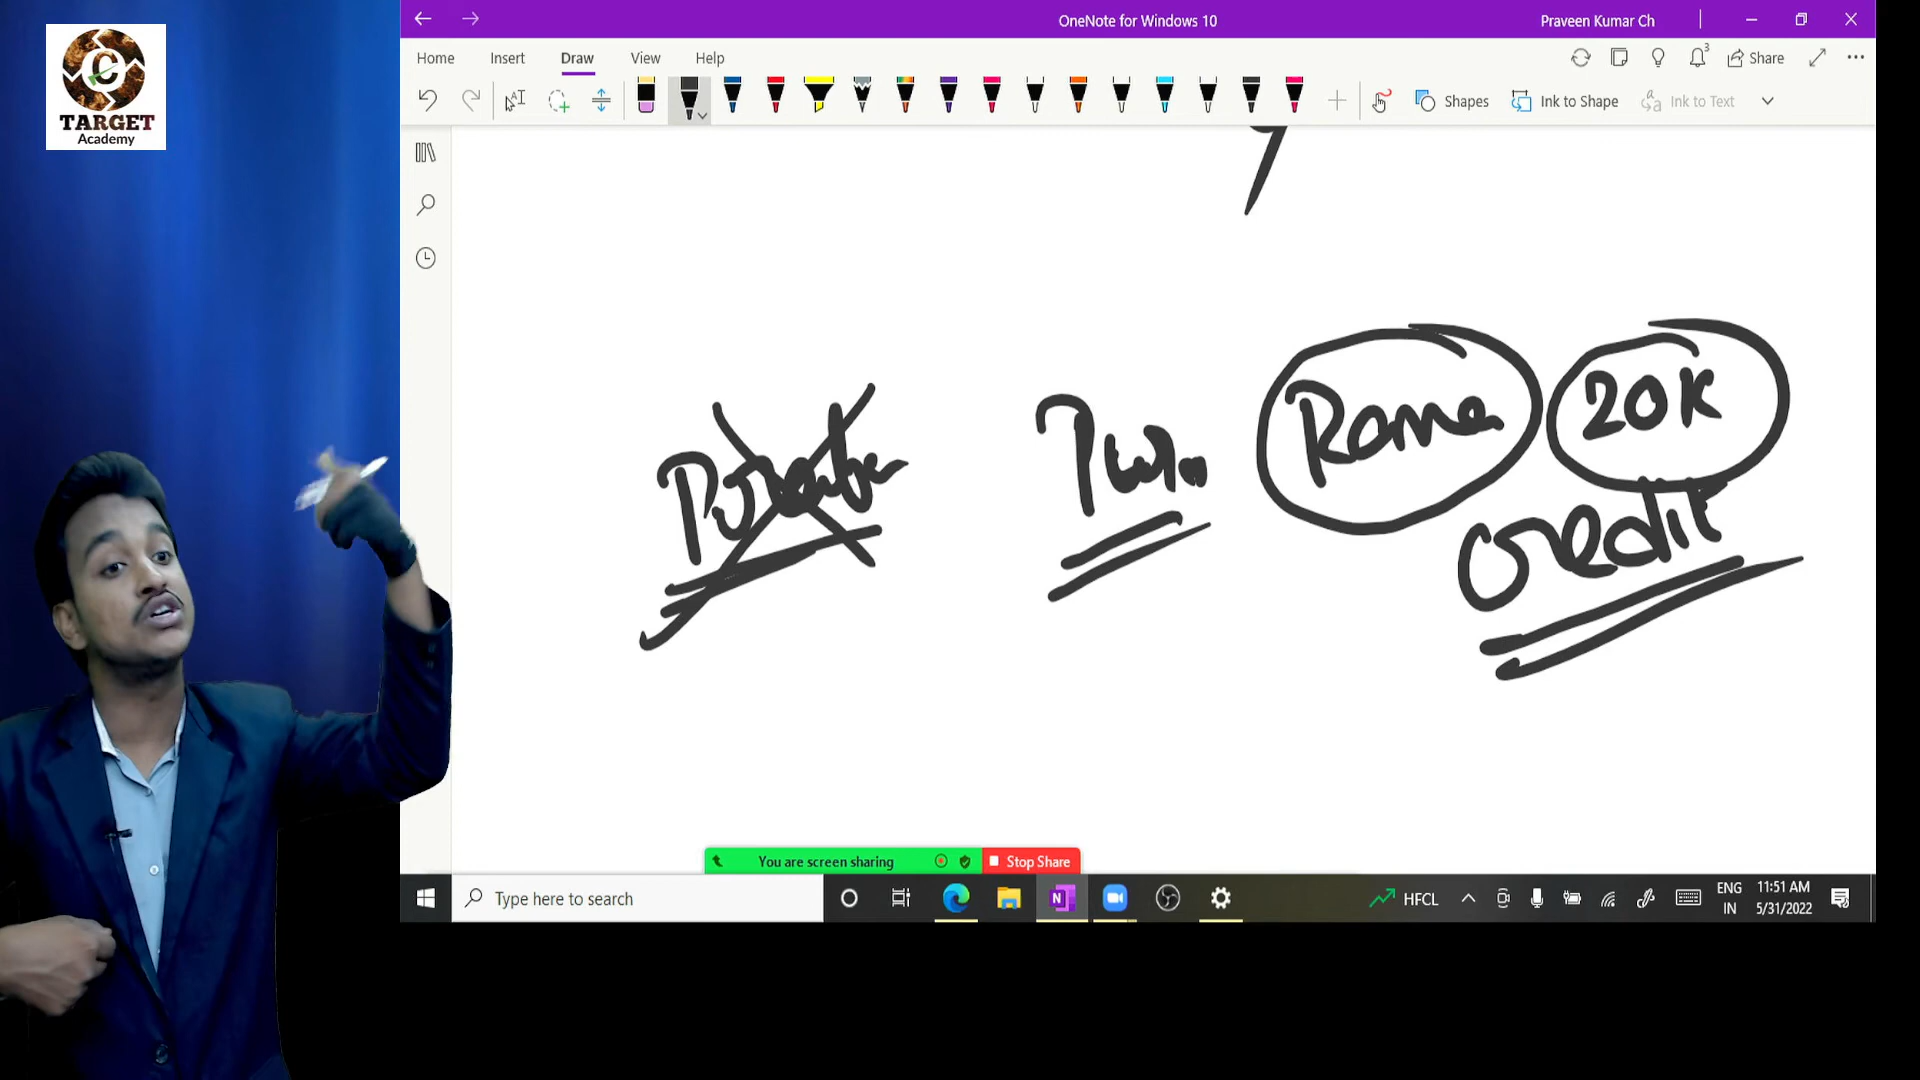 TARGET
Academy
OneNote for Windows 10
Praveen Kumar Ch
Home Insert Draw View Help
3
Share
Shapes
Ink to Shape
Ink to Text
Rama
20K
credit
You are screen sharing
Stop Share
Type here to search
HFCL
ENG
IN
11:51 AM
5/31/2022